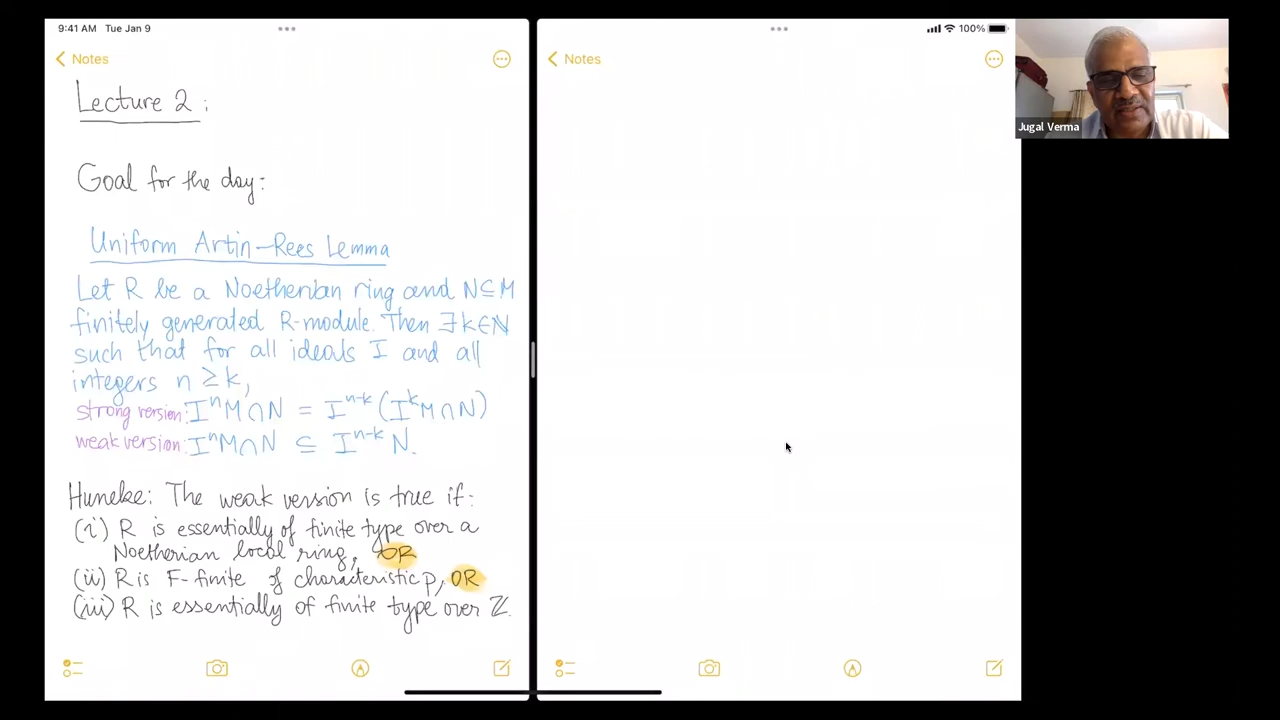 9:41 AM Tue Jan 9
100%
Notes
Notes
Lecture 2 :
Goal for the day:
Uniform Artin-Rees Lemma
Let R be a Noetherian ring and N ⊆ M
finitely generated R-module. Then ∃ k ∈ ℕ
such that for all ideals I and all
integers n ≥ k,
strong version: IⁿM ∩ N = Iⁿ⁻ᵏ (IᵏM ∩ N)
weak version: IⁿM ∩ N ⊆ Iⁿ⁻ᵏ N.
Huneke: The weak version is true if:
(i) R is essentially of finite type over a
Noetherian local ring, OR
(ii) R is F-finite of characteristic p, OR
(iii) R is essentially of finite type over ℤ.
Jugal Verma